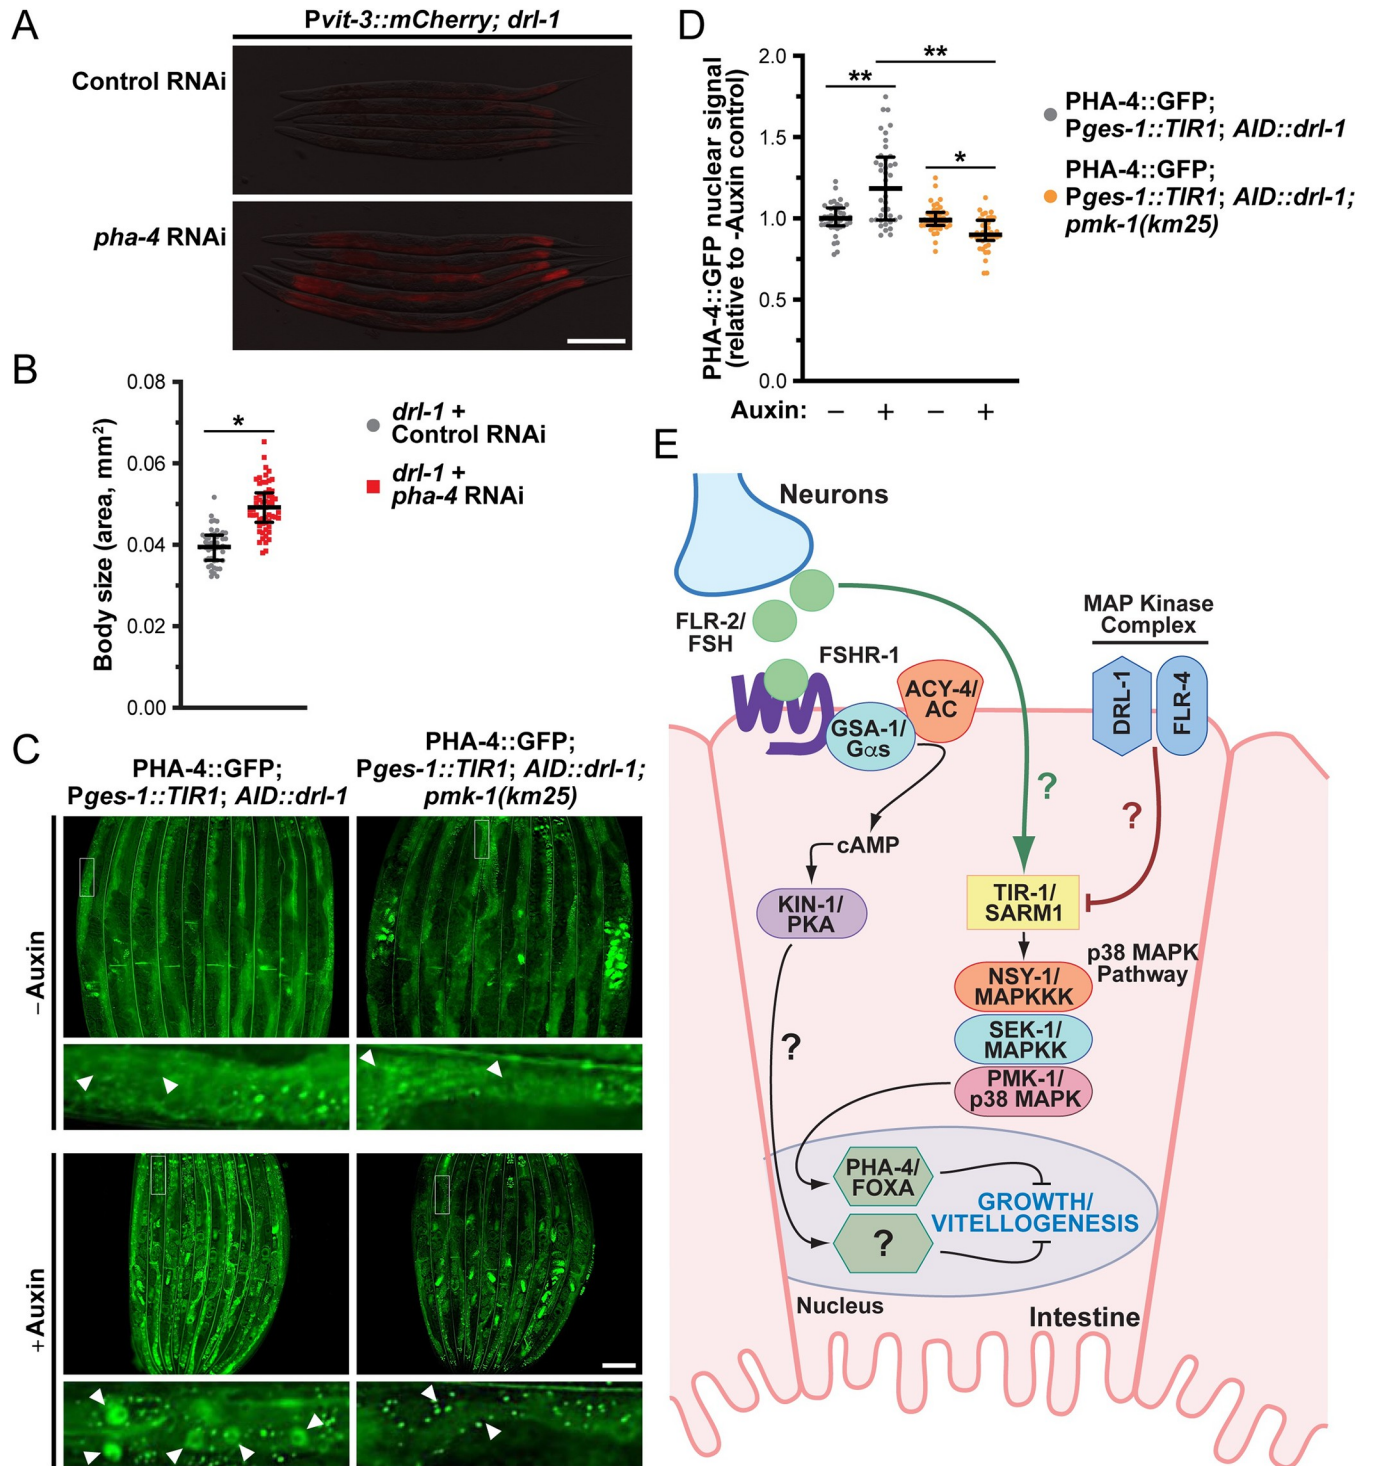 A
Pvit-3::mCherry; drl-1
Control RNAi
pha-4 RNAi
B
Body size (area, mm²)
0.08
0.06
0.04
0.02
0.00
*
drl-1 +
Control RNAi
drl-1 +
pha-4 RNAi
C
PHA-4::GFP;
Pges-1::TIR1; AID::drl-1
PHA-4::GFP;
Pges-1::TIR1; AID::drl-1;
pmk-1(km25)
– Auxin
+ Auxin
D
PHA-4::GFP nuclear signal
(relative to -Auxin control)
2.0
1.5
1.0
0.5
0.0
**
**
*
Auxin: – + – +
PHA-4::GFP;
Pges-1::TIR1; AID::drl-1
PHA-4::GFP;
Pges-1::TIR1; AID::drl-1;
pmk-1(km25)
E
Neurons
FLR-2/
FSH
FSHR-1
ACY-4/
AC
GSA-1/
Gαs
MAP Kinase
Complex
DRL-1
FLR-4
?
?
cAMP
KIN-1/
PKA
TIR-1/
SARM1
p38 MAPK
Pathway
NSY-1/
MAPKKK
SEK-1/
MAPKK
PMK-1/
p38 MAPK
?
PHA-4/
FOXA
?
GROWTH/
VITELLOGENESIS
Nucleus
Intestine